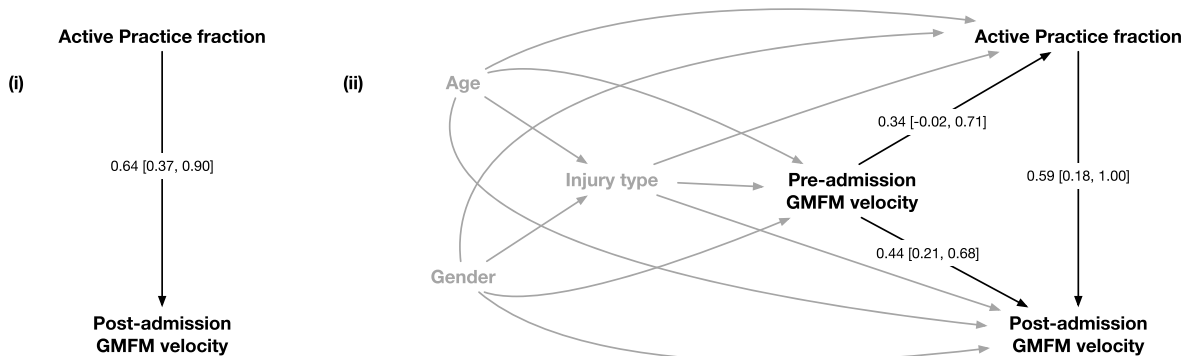 (i)
Active Practice fraction
0.64 [0.37, 0.90]
Post-admission
GMFM velocity
(ii)
Age
Gender
Injury type
Pre-admission
GMFM velocity
Active Practice fraction
0.34 [-0.02, 0.71]
0.59 [0.18, 1.00]
0.44 [0.21, 0.68]
Post-admission
GMFM velocity